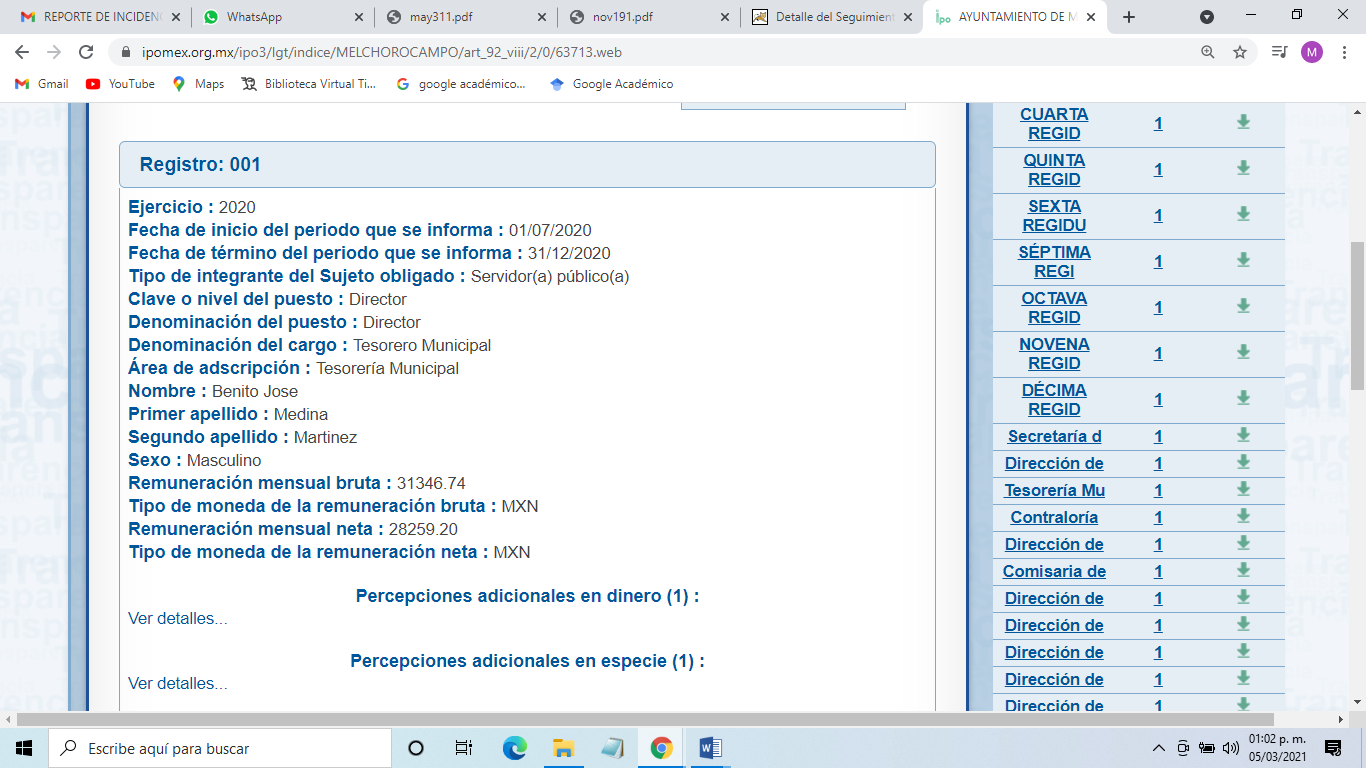 REPORTE DE INCIDENC
WhatsApp
may311.pdf
nov191.pdf
Detalle del Seguimient
ipo
AYUNTAMIENTO DE M
ipomex.org.mx/ipo3/lgt/indice/MELCHOROCAMPO/art_92_viii/2/0/63713.web
M
Gmail
YouTube
Maps
Biblioteca Virtual Ti...
google académico...
Google Académico
Registro: 001
Ejercicio : 2020
Fecha de inicio del periodo que se informa : 01/07/2020
Fecha de término del periodo que se informa : 31/12/2020
Tipo de integrante del Sujeto obligado : Servidor(a) público(a)
Clave o nivel del puesto : Director
Denominación del puesto : Director
Denominación del cargo : Tesorero Municipal
Área de adscripción : Tesorería Municipal
Nombre : Benito Jose
Primer apellido : Medina
Segundo apellido : Martinez
Sexo : Masculino
Remuneración mensual bruta : 31346.74
Tipo de moneda de la remuneración bruta : MXN
Remuneración mensual neta : 28259.20
Tipo de moneda de la remuneración neta : MXN
Percepciones adicionales en dinero (1) :
Ver detalles...
Percepciones adicionales en especie (1) :
Ver detalles...
CUARTA
REGID 1
QUINTA
REGID 1
SEXTA
REGIDU 1
SÉPTIMA
REGI 1
OCTAVA
REGID 1
NOVENA
REGID 1
DÉCIMA
REGID 1
Secretaría d 1
Dirección de 1
Tesorería Mu 1
Contraloría 1
Dirección de 1
Comisaria de 1
Dirección de 1
Dirección de 1
Dirección de 1
Dirección de 1
Dirección de 1
Escribe aquí para buscar
01:02 p. m.
05/03/2021